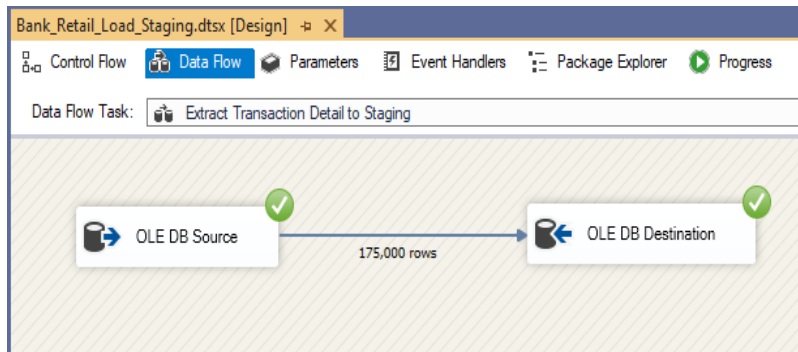 Bank_Retail_Load_Staging.dtsx [Design]
Control Flow Data Flow Parameters Event Handlers Package Explorer Progress
Data Flow Task: Extract Transaction Detail to Staging
OLE DB Source OLE DB Destination
175,000 rows